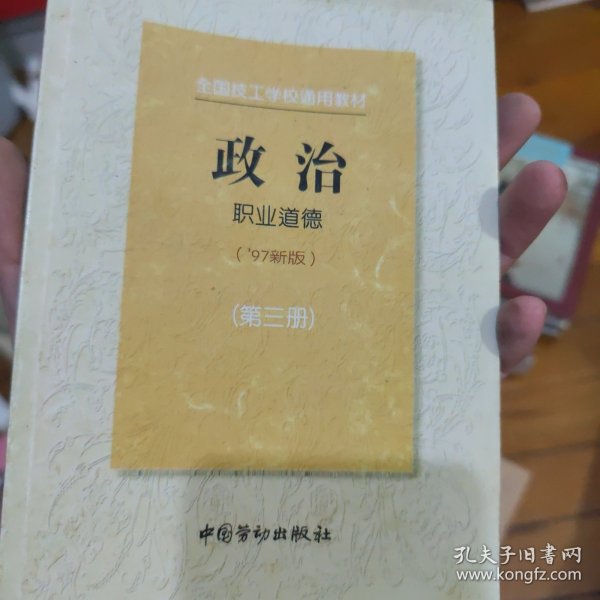 全国技工学校通用教材
政治
职业道德
（'97新版）
（第三册）
中国劳动出版社
孔夫子旧书网
www.kongfz.com